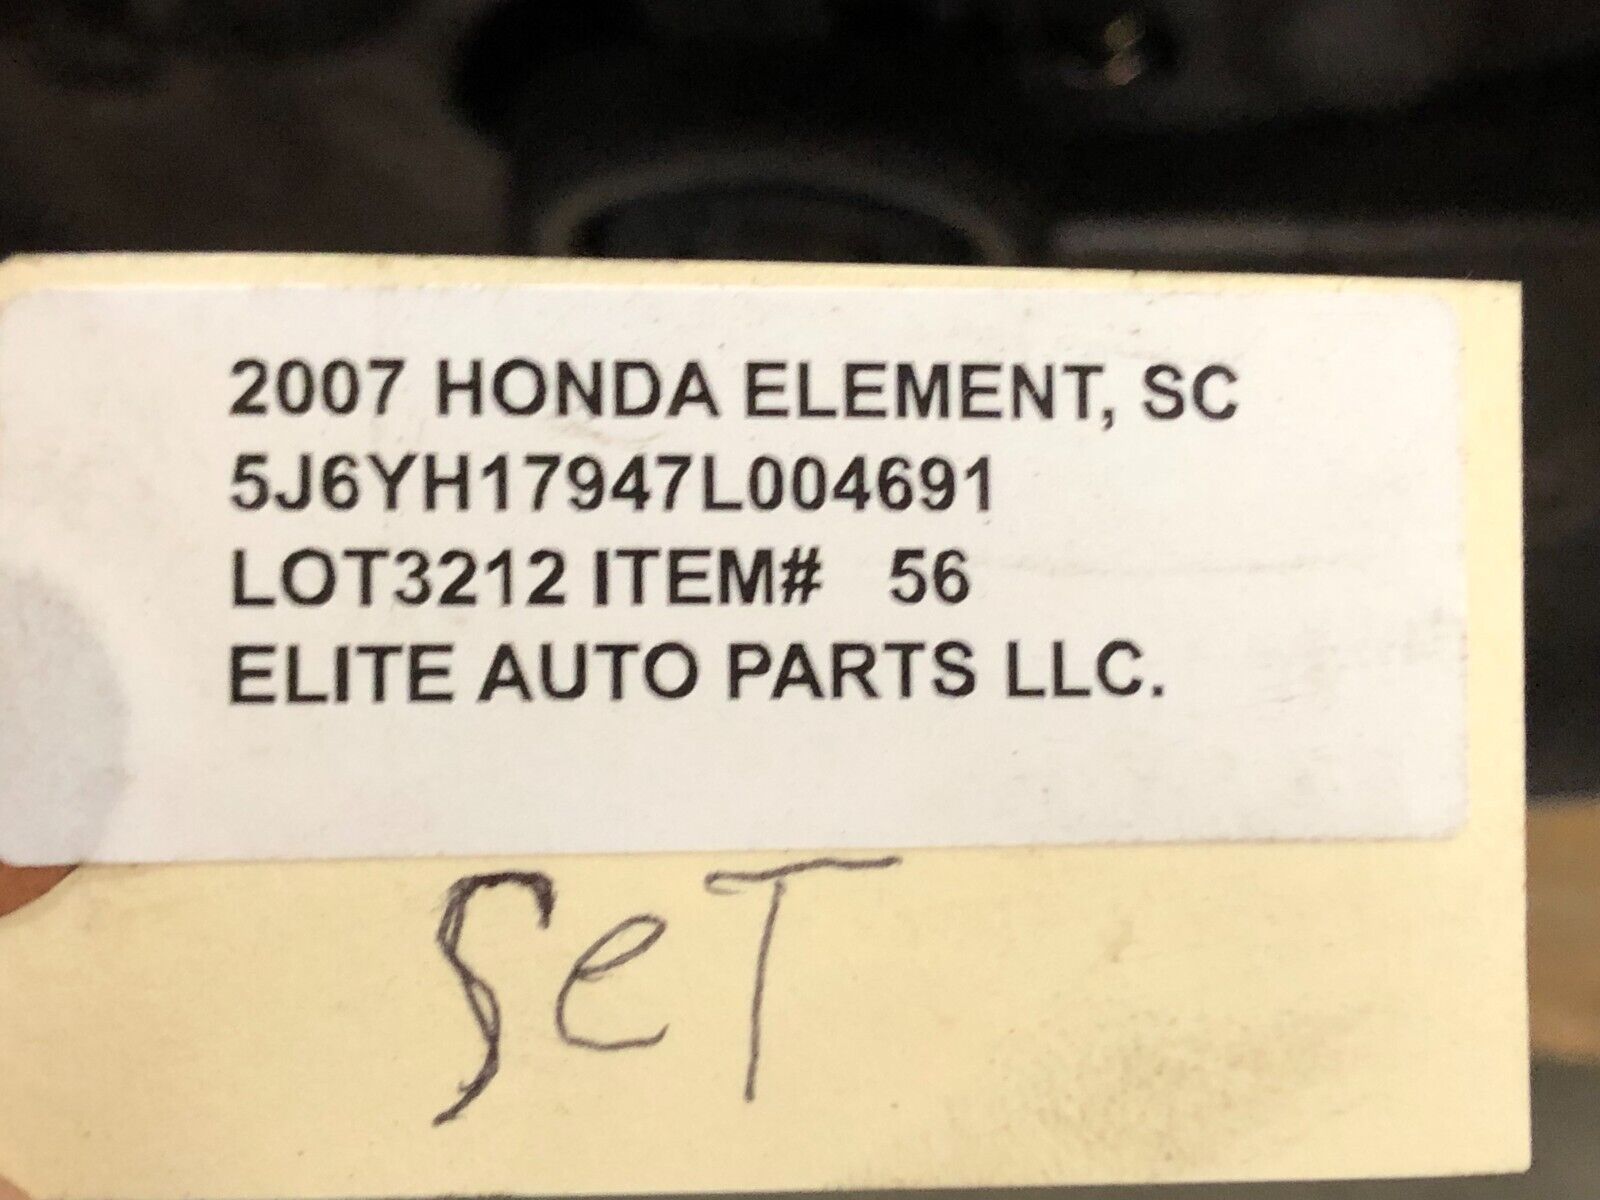 2007 HONDA ELEMENT, SC
5J6YH17947L004691
LOT3212 ITEM# 56
ELITE AUTO PARTS LLC.
SeT